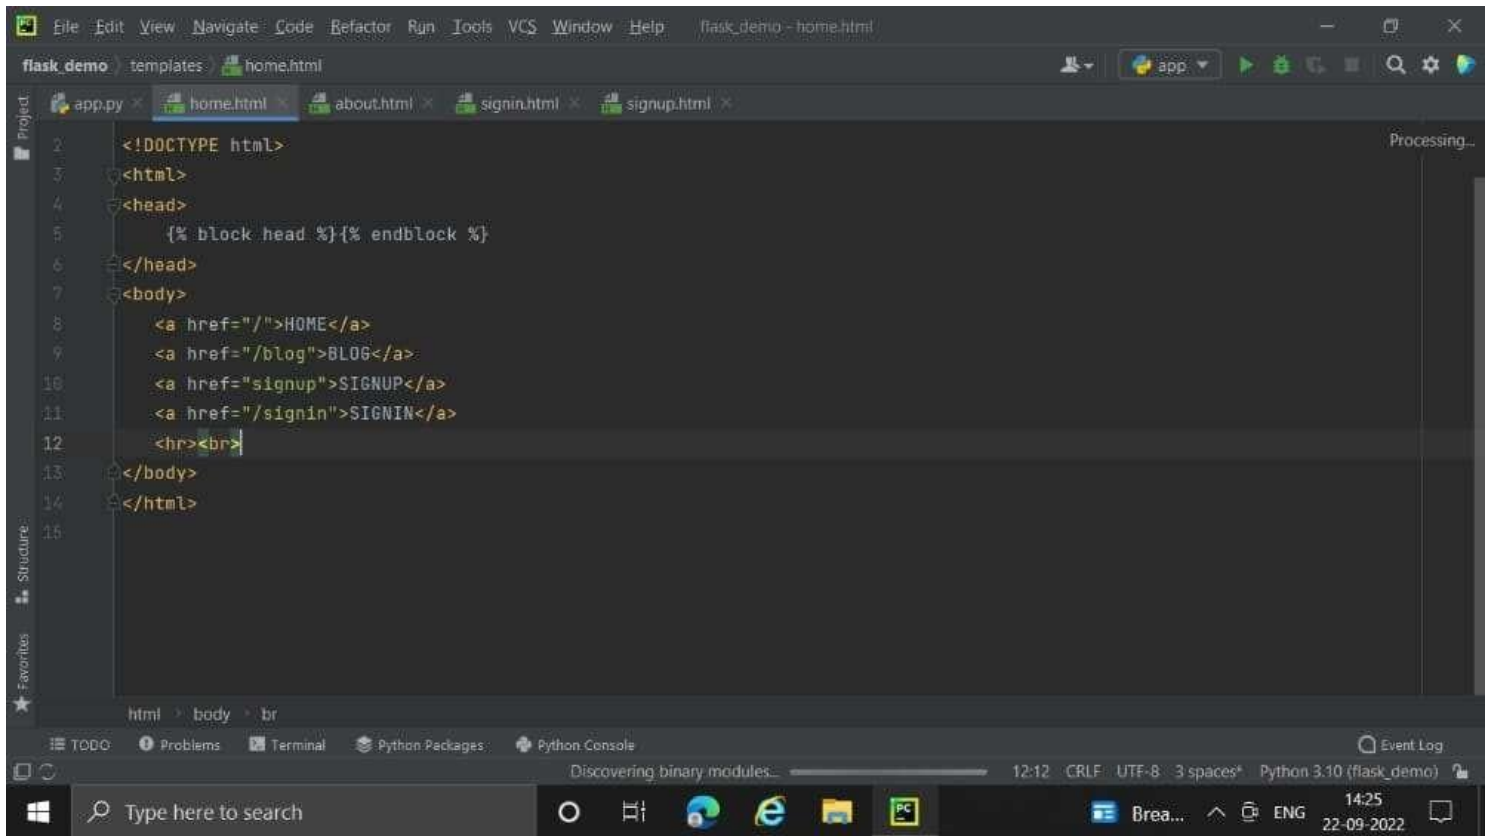 PC File Edit View Navigate Code Refactor Run Tools VCS Window Help flask_demo - home.html
flask_demo templates home.html app
app.py home.html about.html signin.html signup.html
Project
Processing...
2 <!DOCTYPE html>
3 <html>
4 <head>
5 {% block head %}{% endblock %}
6 </head>
7 <body>
8 <a href="/">HOME</a>
9 <a href="/blog">BLOG</a>
10 <a href="signup">SIGNUP</a>
11 <a href="/signin">SIGNIN</a>
12 <hr><br>
13 </body>
14 </html>
15
Structure
Favorites
html body br
TODO Problems Terminal Python Packages Python Console Event Log
Discovering binary modules... 12:12 CRLF UTF-8 3 spaces* Python 3.10 (flask_demo)
Type here to search PC Brea... ENG 14:25
22-09-2022